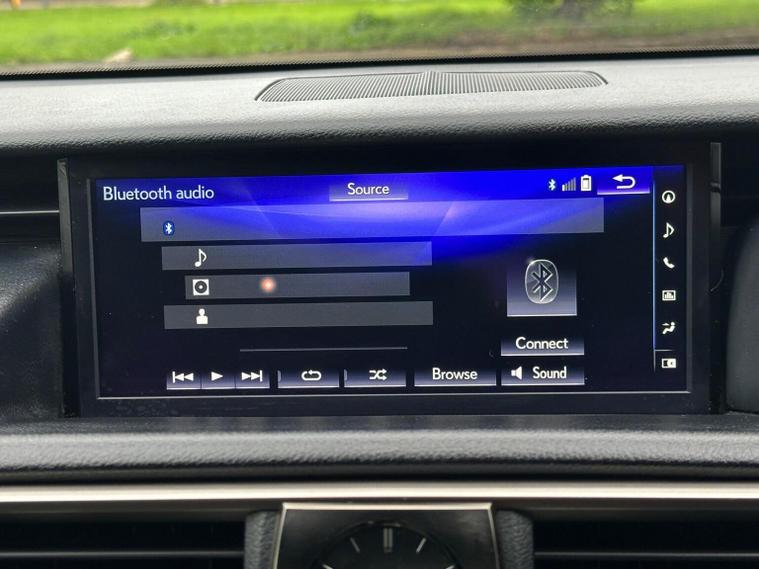 Bluetooth audio
Source
Connect
Browse
Sound